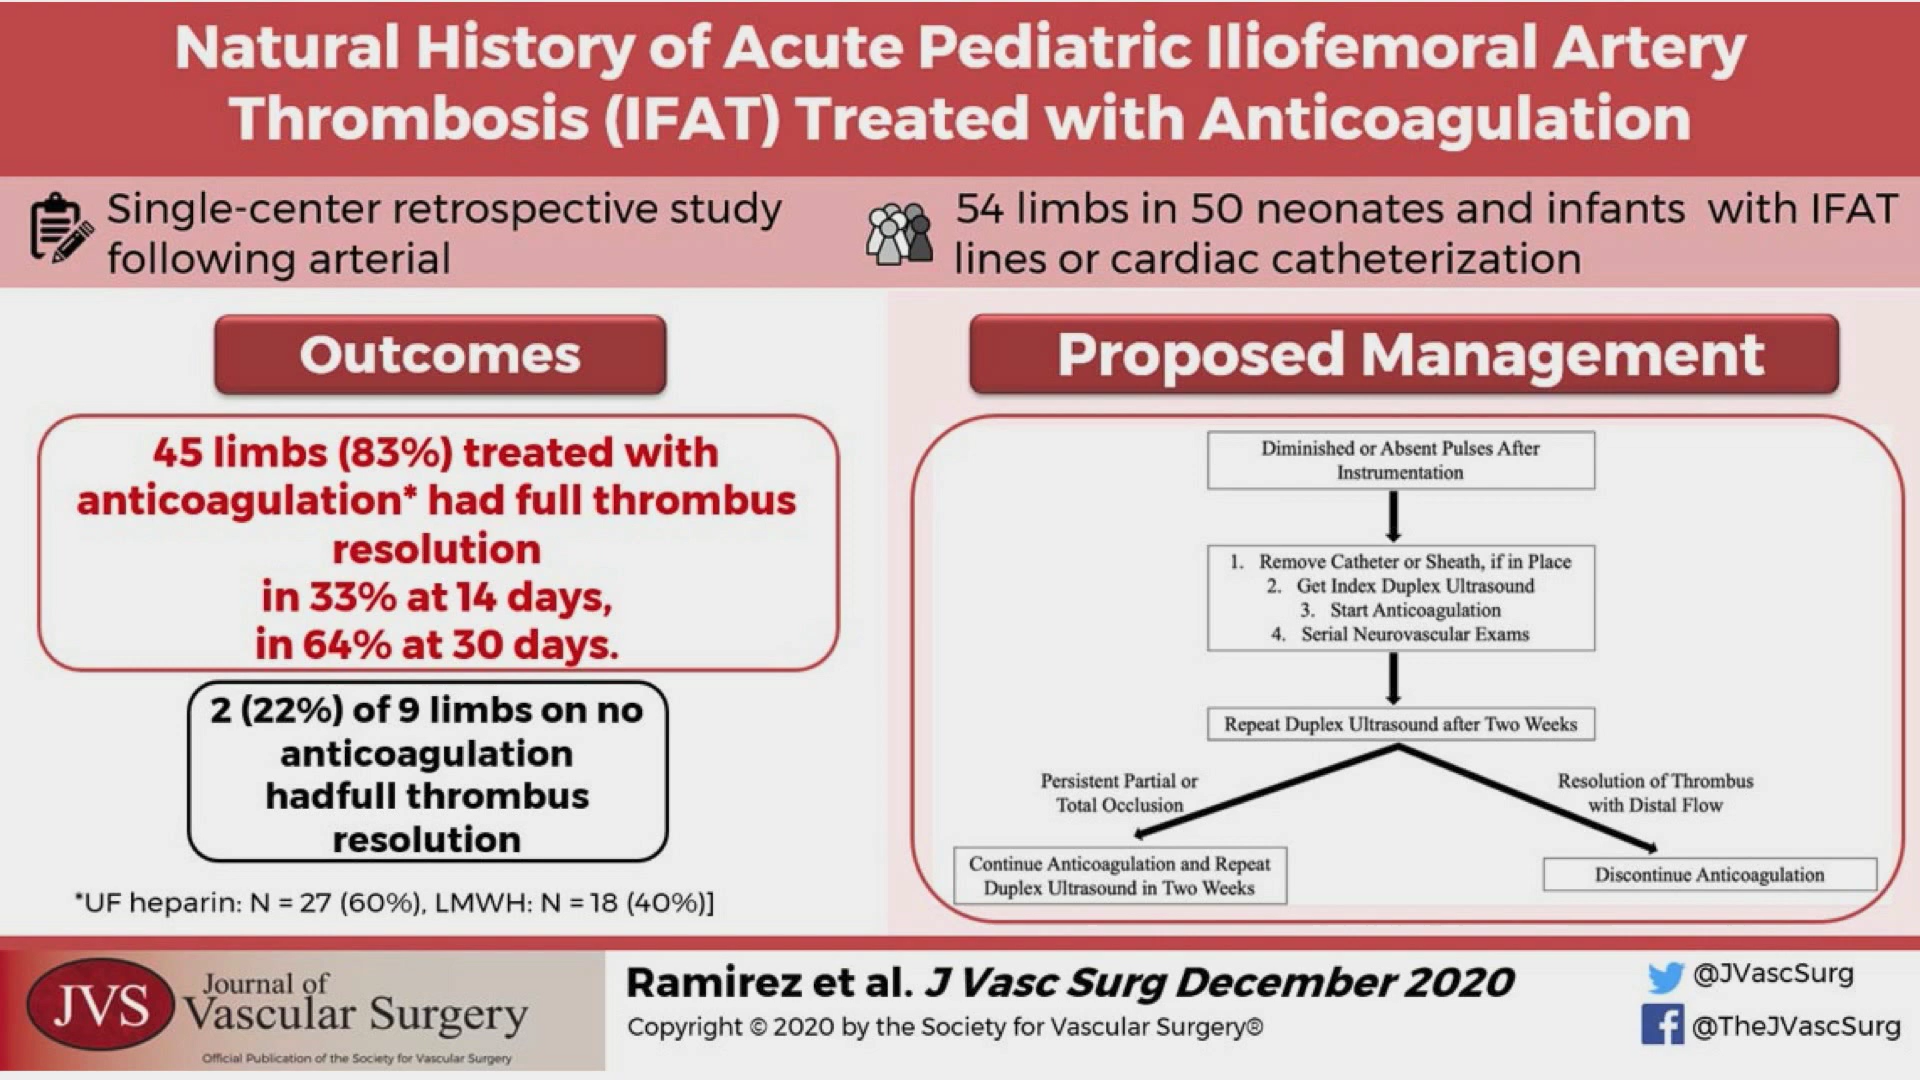 Natural History of Acute Pediatric Iliofemoral Artery
Thrombosis (IFAT) Treated with Anticoagulation
Single-center retrospective study
following arterial
54 limbs in 50 neonates and infants with IFAT
lines or cardiac catheterization
Outcomes
45 limbs (83%) treated with
anticoagulation* had full thrombus
resolution
in 33% at 14 days,
in 64% at 30 days.
2 (22%) of 9 limbs on no
anticoagulation
hadfull thrombus
resolution
*UF heparin: N = 27 (60%), LMWH: N = 18 (40%)]
Proposed Management
Diminished or Absent Pulses After
Instrumentation
1. Remove Catheter or Sheath, if in Place
2. Get Index Duplex Ultrasound
3. Start Anticoagulation
4. Serial Neurovascular Exams
Repeat Duplex Ultrasound after Two Weeks
Persistent Partial or
Total Occlusion
Resolution of Thrombus
with Distal Flow
Continue Anticoagulation and Repeat
Duplex Ultrasound in Two Weeks
Discontinue Anticoagulation
JVS
Journal of
Vascular Surgery
Official Publication of the Society for Vascular Surgery
Ramirez et al. J Vasc Surg December 2020
Copyright © 2020 by the Society for Vascular Surgery®
@JVascSurg
@TheJVascSurg